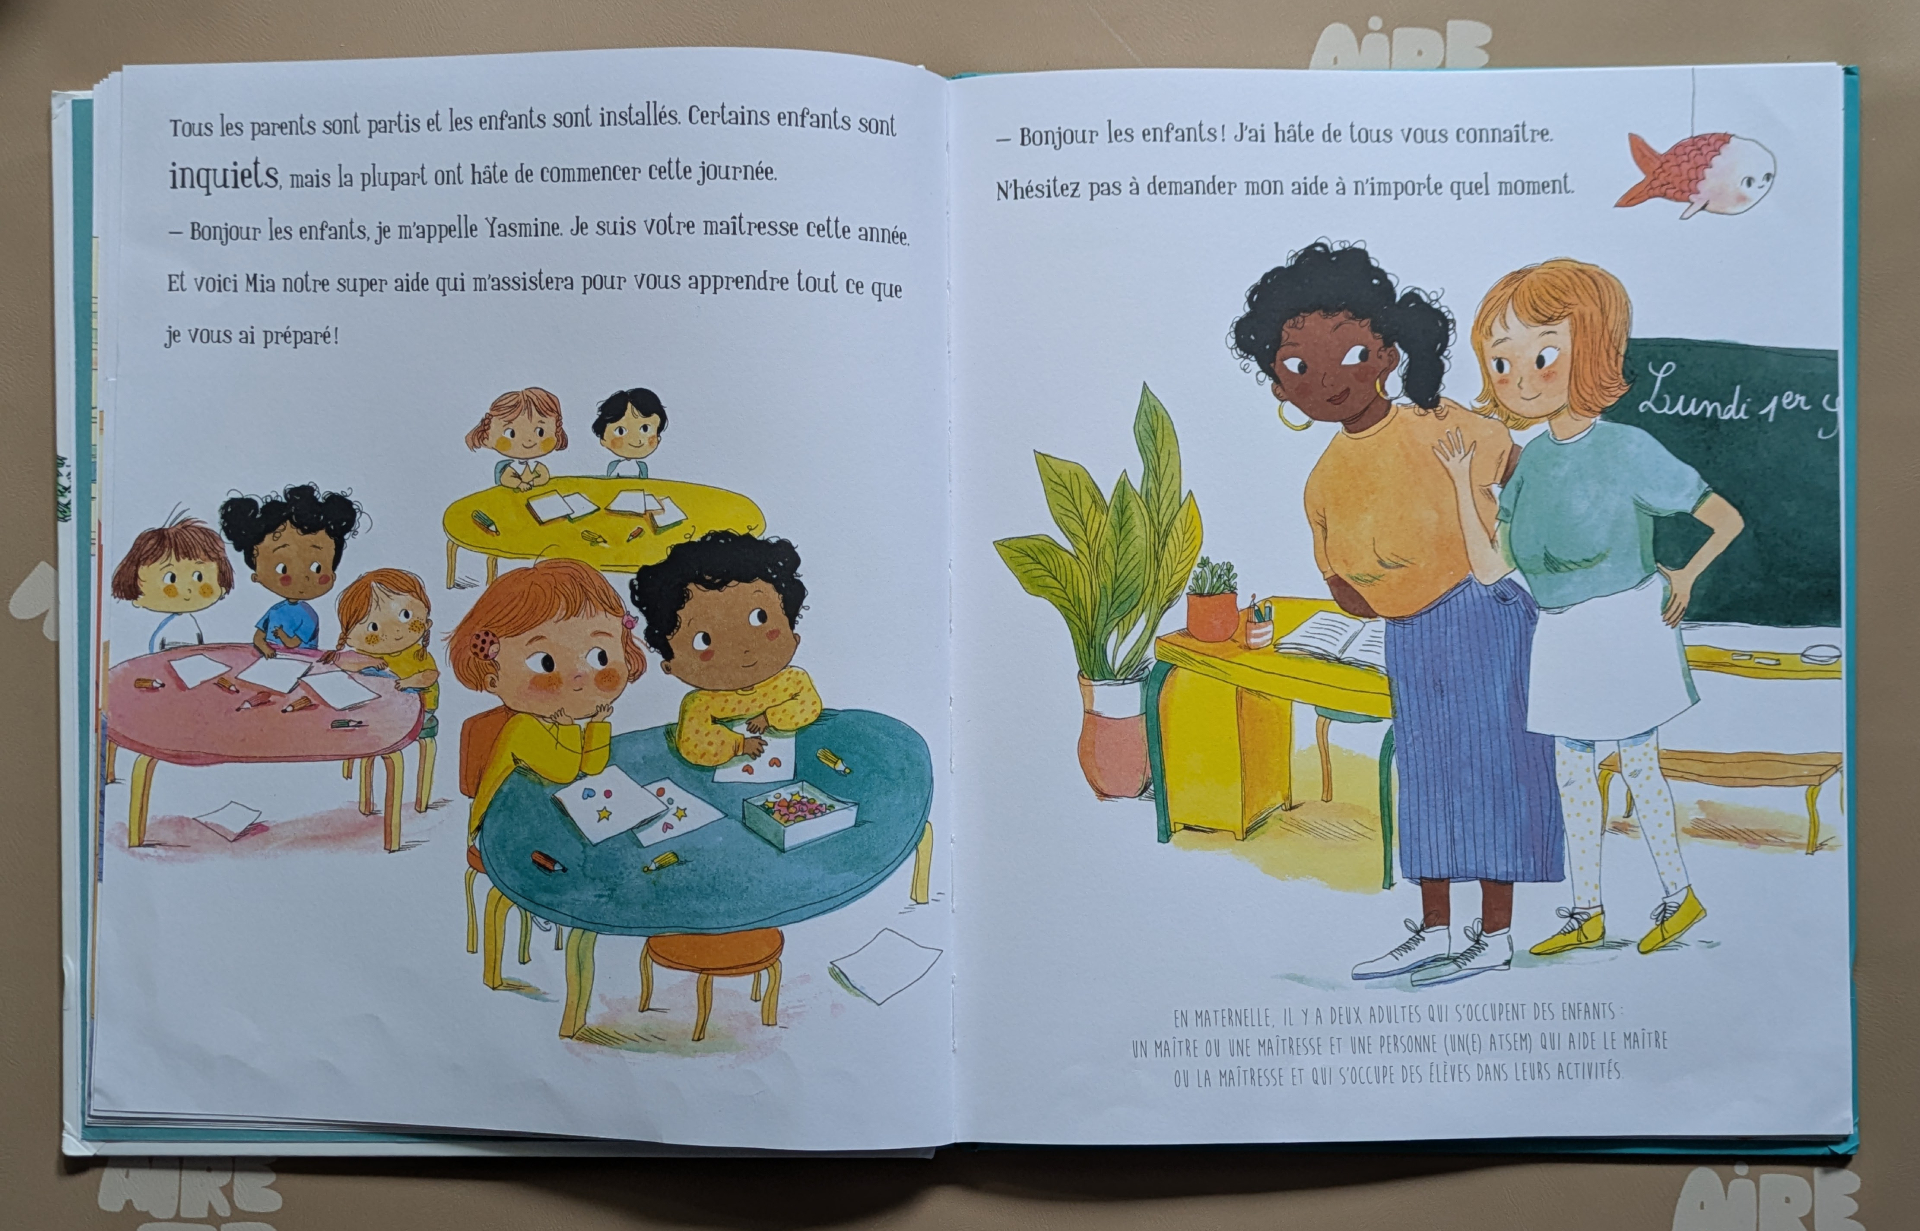 Tous les parents sont partis et les enfants sont installés. Certains enfants sont
inquiets, mais la plupart ont hâte de commencer cette journée.
– Bonjour les enfants, je m'appelle Yasmine. Je suis votre maîtresse cette année.
Et voici Mia notre super aide qui m'assistera pour vous apprendre tout ce que
je vous ai préparé!
– Bonjour les enfants! J'ai hâte de tous vous connaître.
N'hésitez pas à demander mon aide à n'importe quel moment.
Lundi 1er
EN MATERNELLE, IL Y A DEUX ADULTES QUI S'OCCUPENT DES ENFANTS :
UN MAÎTRE OU UNE MAÎTRESSE ET UNE PERSONNE (UN(E) ATSEM) QUI AIDE LE MAÎTRE
OU LA MAÎTRESSE ET QUI S'OCCUPE DES ÉLÈVES DANS LEURS ACTIVITÉS.